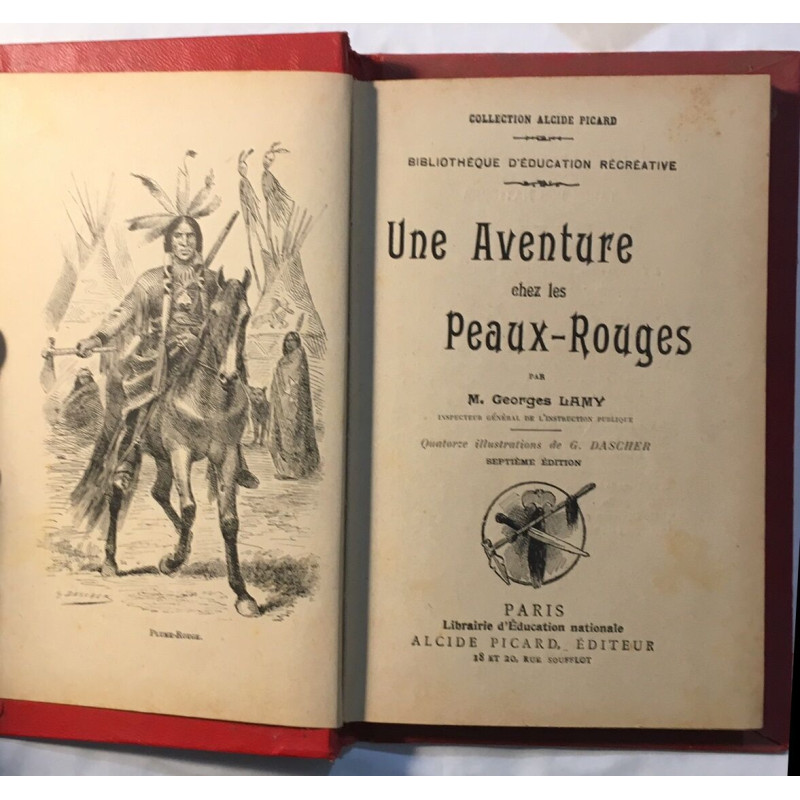 G. DASCHER
PLUME-ROUGE.
COLLECTION ALCIDE PICARD
BIBLIOTHÈQUE D'ÉDUCATION RÉCRÉATIVE
Une Aventure
chez les
Peaux-Rouges
PAR
M. Georges LAMY
INSPECTEUR GÉNÉRAL DE L'INSTRUCTION PUBLIQUE
Quatorze illustrations de G. DASCHER
SEPTIÈME ÉDITION
PARIS
Librairie d'Éducation nationale
ALCIDE PICARD, ÉDITEUR
18 ET 20, RUE SOUFFLOT